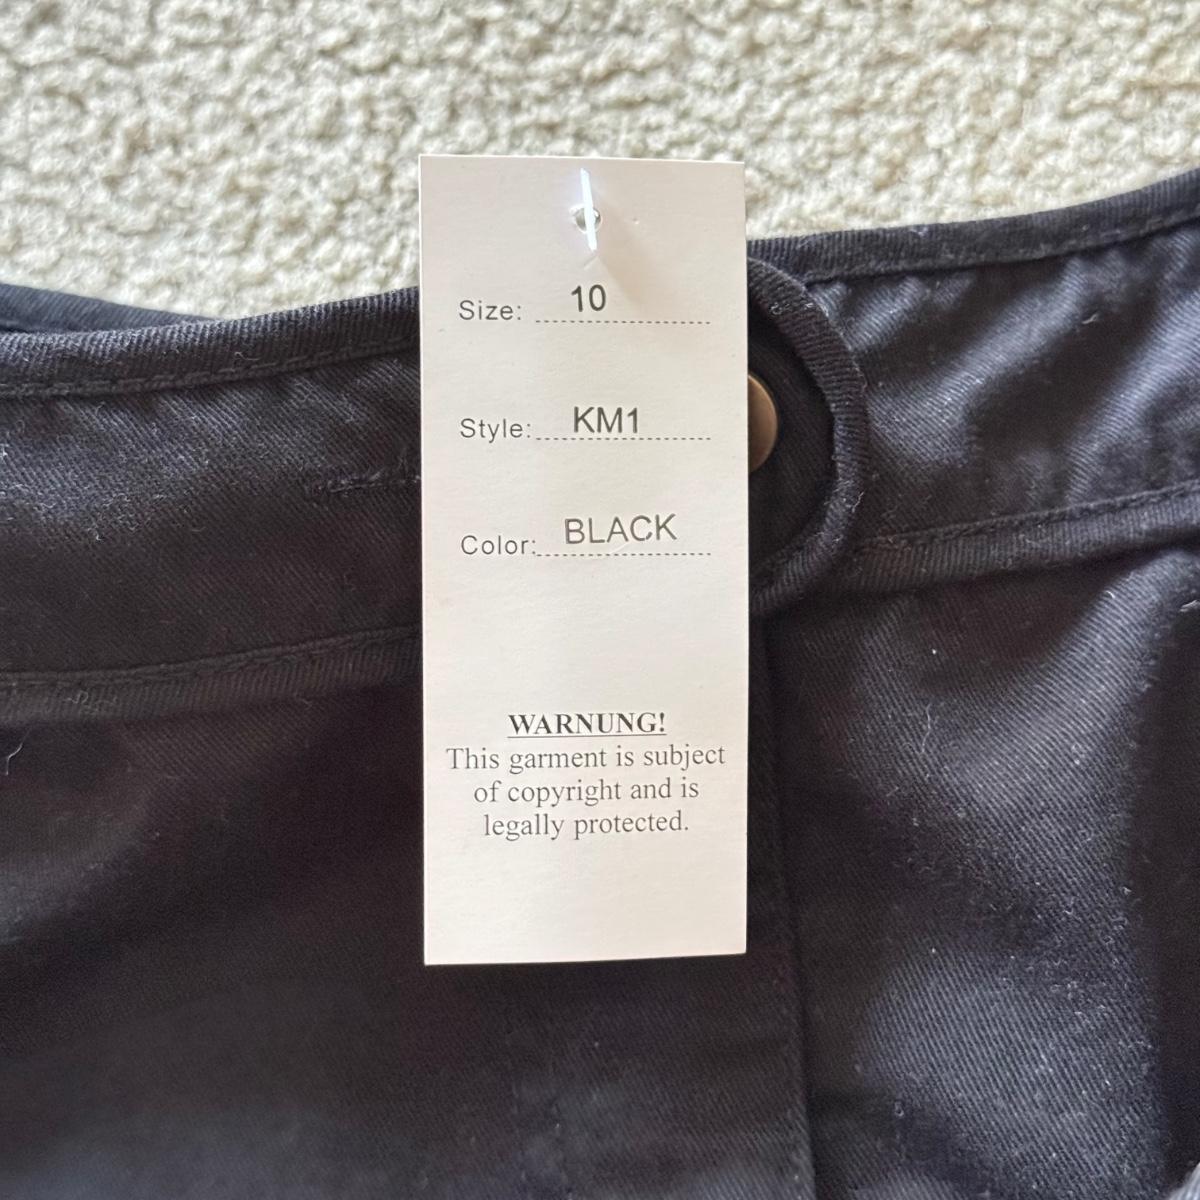 Size: 10
Style: KM1
Color: BLACK
WARNUNG!
This garment is subject
of copyright and is
legally protected.